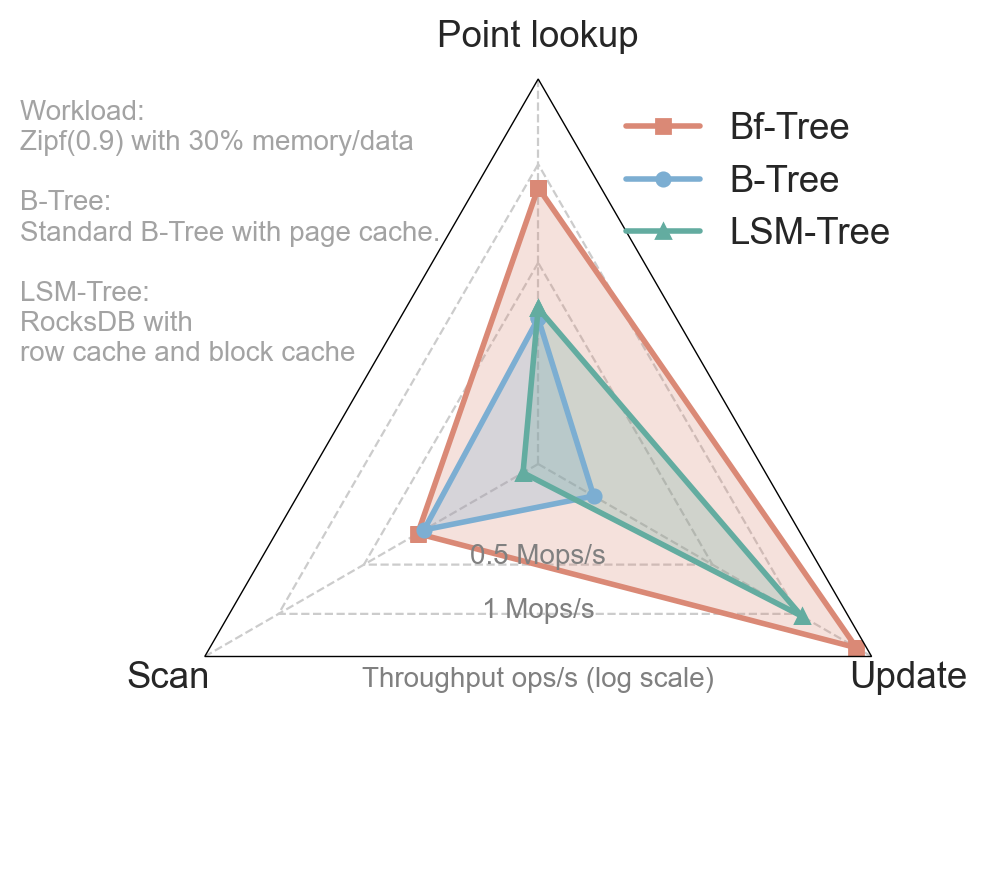 Point lookup
Workload:
Zipf(0.9) with 30% memory/data
B-Tree:
Standard B-Tree with page cache.
LSM-Tree:
RocksDB with
row cache and block cache
Bf-Tree
B-Tree
LSM-Tree
0.5 Mops/s
1 Mops/s
Scan
Throughput ops/s (log scale)
Update